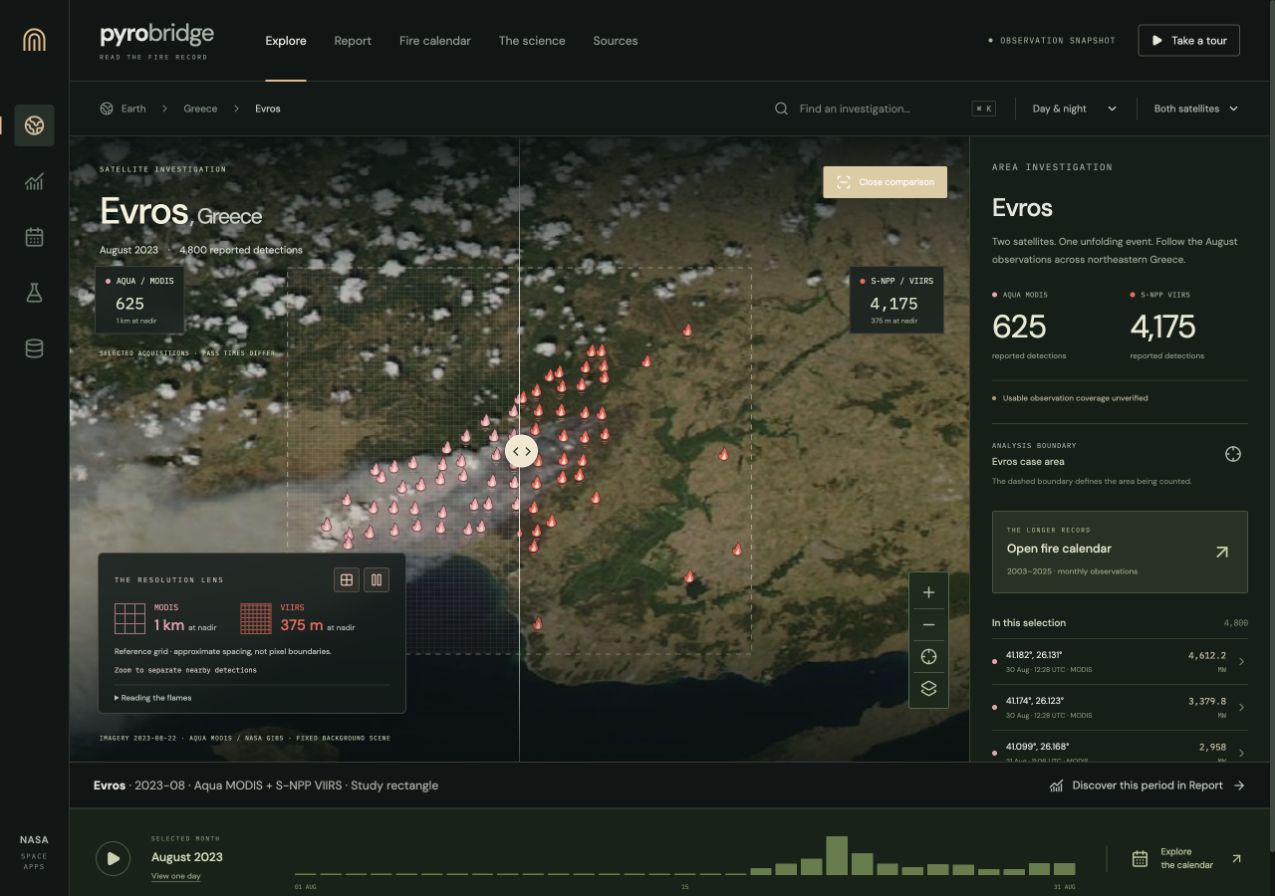 pyrobridge
READ THE FIRE RECORD
Explore
Report
Fire calendar
The science
Sources
OBSERVATION SNAPSHOT
Take a tour
Earth
Greece
Evros
Find an investigation...
⌘ K
Day & night
Both satellites
SATELLITE INVESTIGATION
Evros, Greece
August 2023 · 4,800 reported detections
Close comparison
AQUA / MODIS
625
1 km at nadir
S-NPP / VIIRS
4,175
375 m at nadir
SELECTED ACQUISITIONS · PASS TIMES DIFFER
THE RESOLUTION LENS
MODIS
1 km at nadir
VIIRS
375 m at nadir
Reference grid · approximate spacing, not pixel boundaries.
Zoom to separate nearby detections
Reading the flames
IMAGERY 2023-08-22 · AQUA MODIS / NASA GIBS · FIXED BACKGROUND SCENE
AREA INVESTIGATION
Evros
Two satellites. One unfolding event. Follow the August
observations across northeastern Greece.
AQUA MODIS
625
reported detections
S-NPP VIIRS
4,175
reported detections
Usable observation coverage unverified
ANALYSIS BOUNDARY
Evros case area
The dashed boundary defines the area being counted.
THE LONGER RECORD
Open fire calendar
2003–2025 · monthly observations
In this selection
4,800
41.182°, 26.131°
4,612.2
30 Aug · 12:28 UTC · MODIS
MW
41.174°, 26.123°
3,379.8
30 Aug · 12:28 UTC · MODIS
MW
41.099°, 26.168°
2,958
21 Aug · 11:08 UTC · MODIS
MW
Evros · 2023-08 · Aqua MODIS + S-NPP VIIRS · Study rectangle
Discover this period in Report
NASA
SPACE
APPS
SELECTED MONTH
August 2023
View one day
01 AUG
15
31 AUG
Explore
the calendar